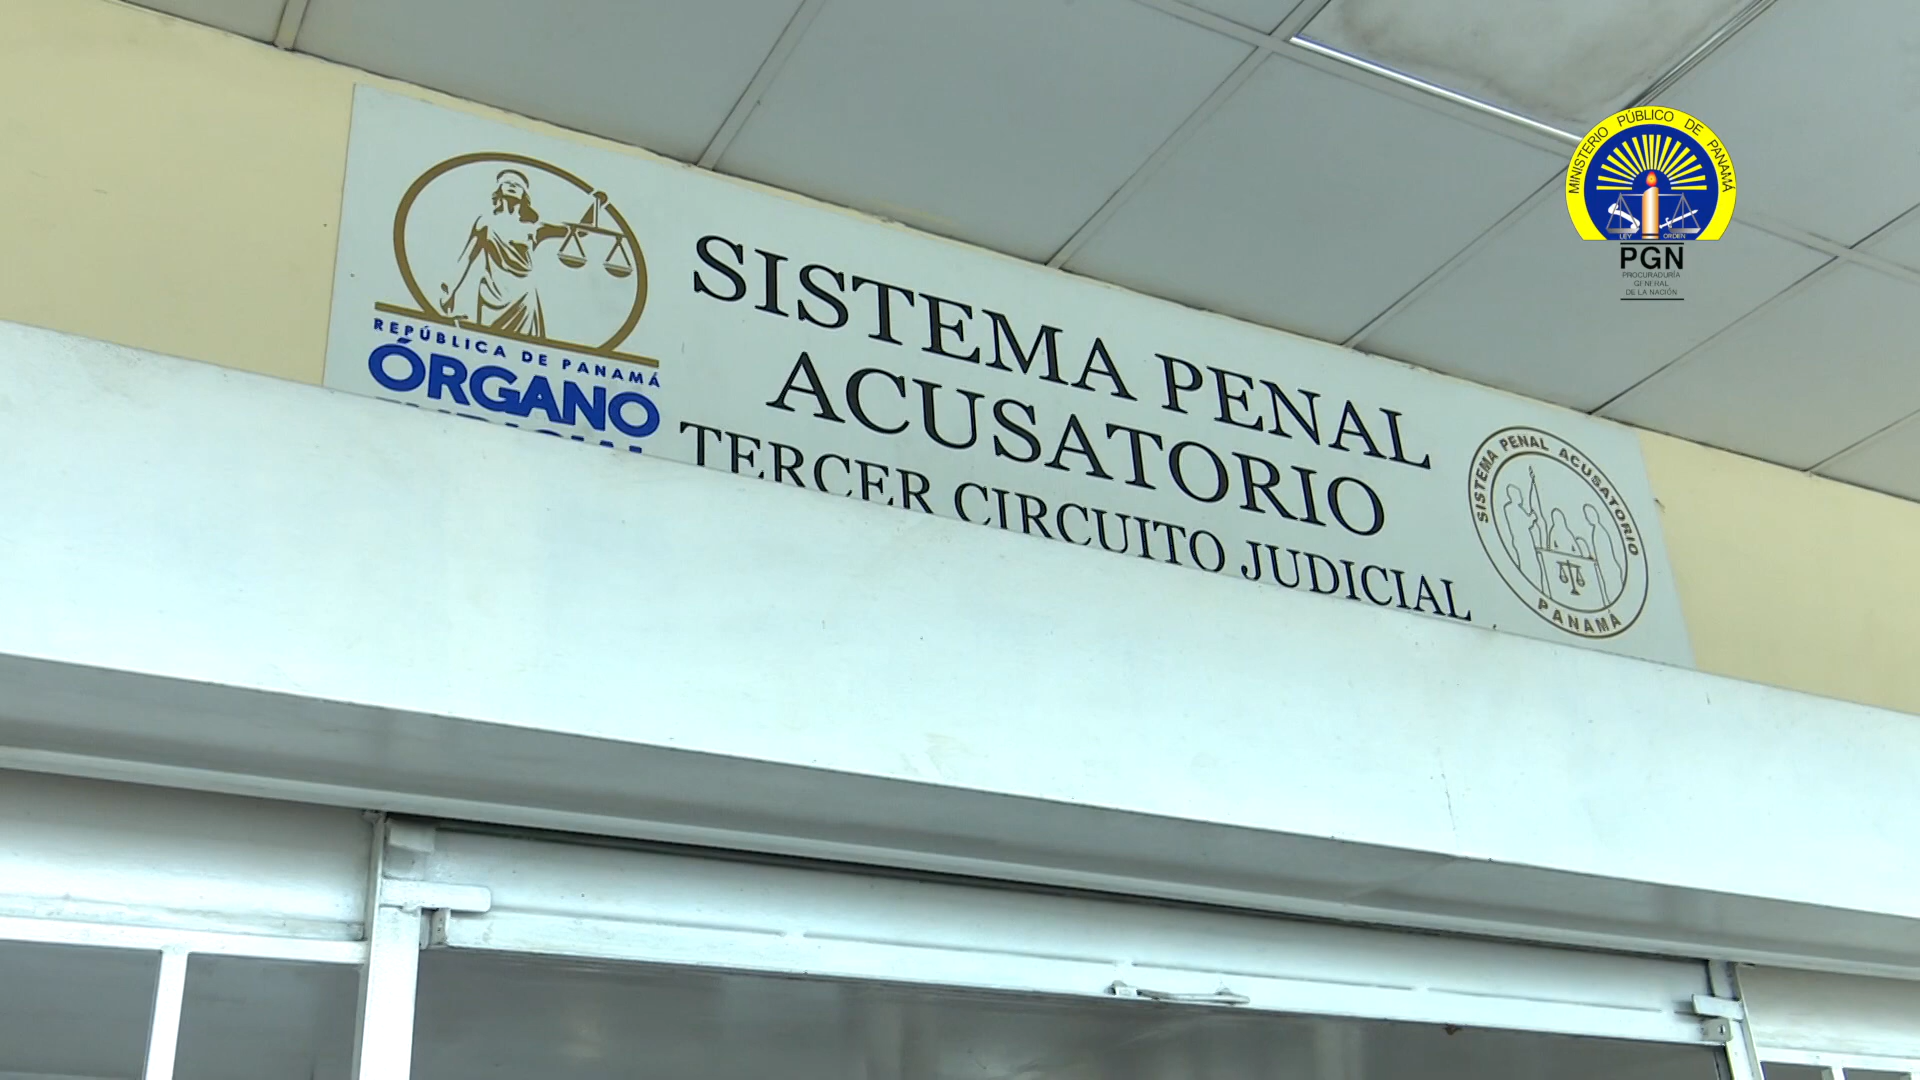 REPÚBLICA DE PANAMÁ
ÓRGANO
JUDICIAL
SISTEMA PENAL
ACUSATORIO
TERCER CIRCUITO JUDICIAL
SISTEMA PENAL ACUSATORIO
PANAMÁ
MINISTERIO PÚBLICO DE PANAMÁ
LEY ORDEN
PGN
PROCURADURÍA
GENERAL
DE LA NACIÓN